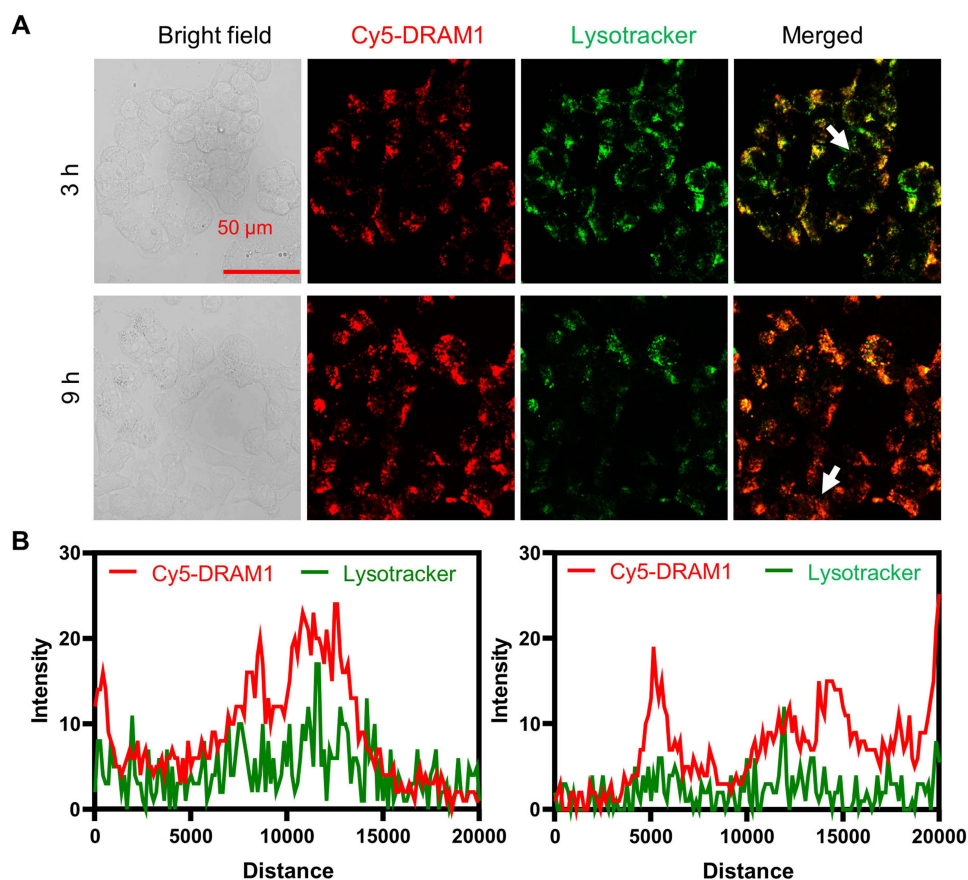 A
Bright field Cy5-DRAM1 Lysotracker Merged
3 h
50 µm
9 h
B
Cy5-DRAM1 Lysotracker
Intensity
30
20
10
0
0 5000 10000 15000 20000
Distance
Cy5-DRAM1 Lysotracker
Intensity
30
20
10
0
0 5000 10000 15000 20000
Distance